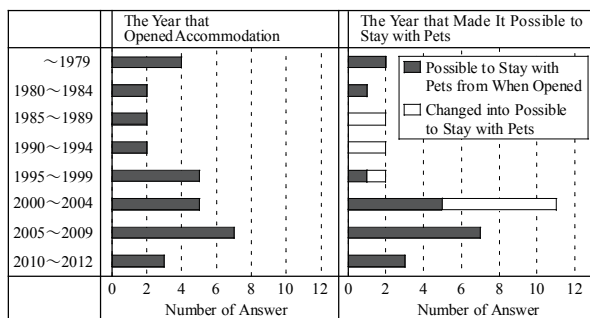 The Year that
Opened Accommodation
The Year that Made It Possible to
Stay with Pets
～1979
1980～1984
1985～1989
1990～1994
1995～1999
2000～2004
2005～2009
2010～2012
Possible to Stay with
Pets from When Opened
Changed into Possible
to Stay with Pets
0 2 4 6 8 10 12
Number of Answer
0 2 4 6 8 10 12
Number of Answer